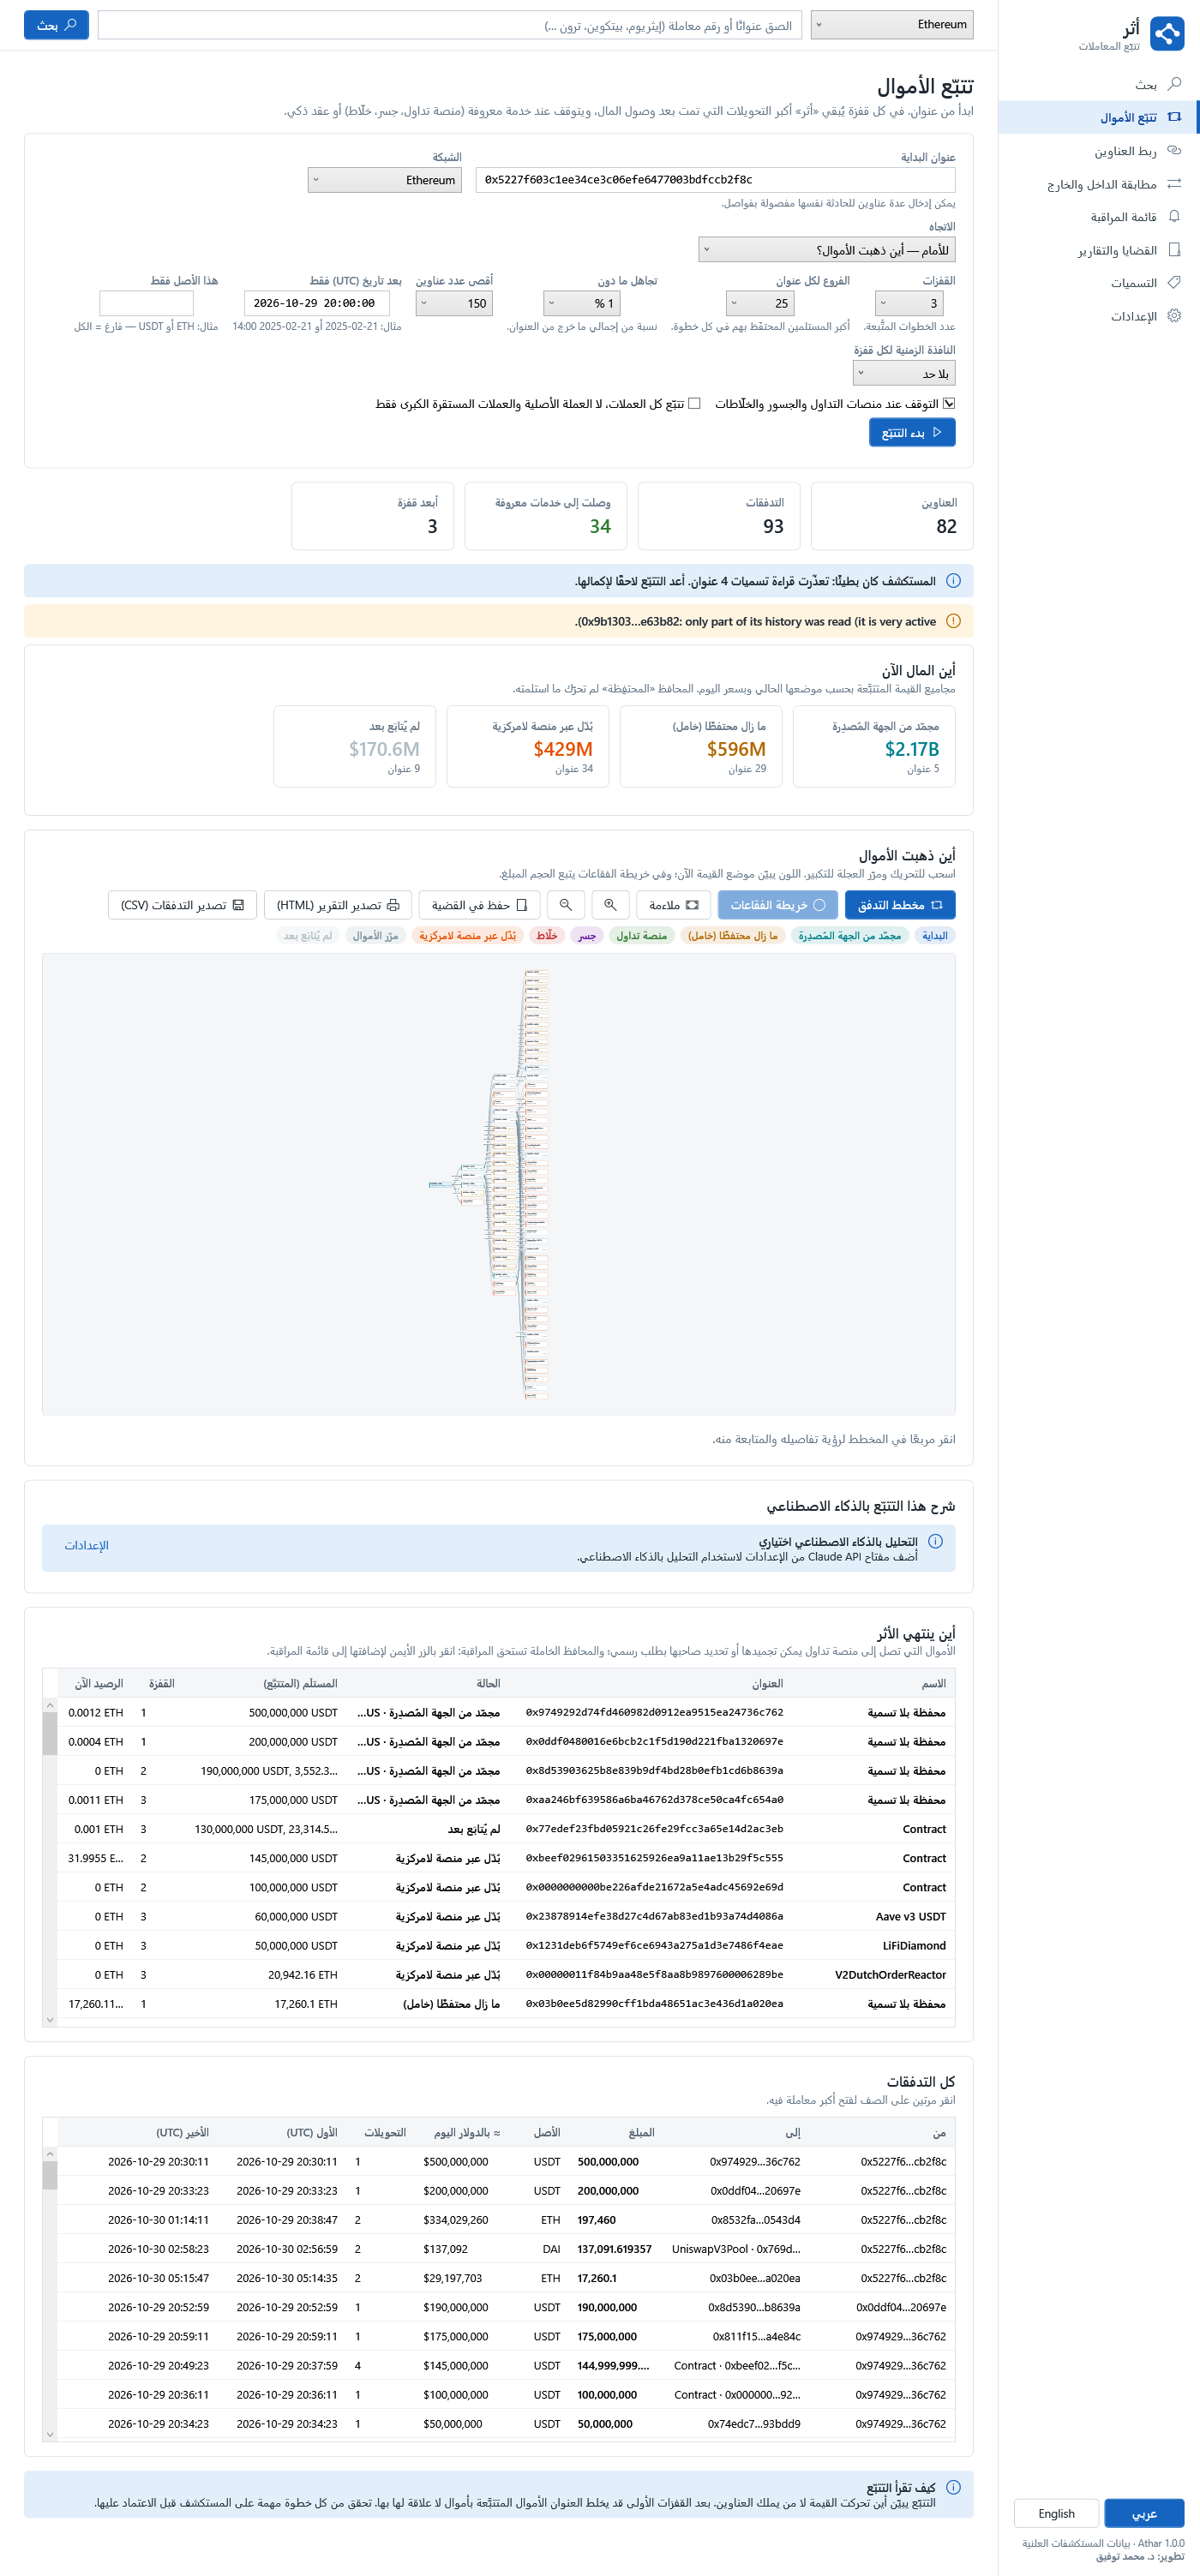 أثر
تتبّع المعاملات
بحث
تتبّع الأموال
ربط العناوين
مطابقة الداخل والخارج
قائمة المراقبة
القضايا والتقارير
التسميات
الإعدادات
Ethereum
الصق عنوانًا أو رقم معاملة (إيثريوم، بيتكوين، ترون ...)
بحث
تتبّع الأموال
ابدأ من عنوان. في كل قفزة يُبقي «أثر» أكبر التحويلات التي تمت بعد وصول المال، ويتوقف عند خدمة معروفة (منصة تداول، جسر، خلّاط) أو عقد ذكي.
عنوان البداية
الشبكة
0x5227f603c1ee34ce3c06efe6477003bdfccb2f8c
Ethereum
يمكن إدخال عدة عناوين للحادثة نفسها مفصولة بفواصل.
الاتجاه
للأمام — أين ذهبت الأموال؟
القفزات
الفروع لكل عنوان
تجاهل ما دون
أقصى عدد عناوين
بعد تاريخ (UTC) فقط
هذا الأصل فقط
3
25
1 %
150
2026-10-29 20:00:00
عدد الخطوات المتتَّبعة.
أكبر المستلمين المحتفَظ بهم في كل خطوة.
نسبة من إجمالي ما خرج من العنوان.
مثال: 21-02-2025 أو 21-02-2025 14:00
مثال: ETH أو USDT — فارغ = الكل
النافذة الزمنية لكل قفزة
بلا حد
التوقف عند منصات التداول والجسور والخلّاطات
تتبّع كل العملات، لا العملة الأصلية والعملات المستقرة الكبرى فقط
بدء التتبّع
العناوين
82
التدفقات
93
وصلت إلى خدمات معروفة
34
أبعد قفزة
3
المستكشف كان بطيئًا: تعذّرت قراءة تسميات 4 عنوان. أعد التتبّع لاحقًا لإكمالها.
.(0x9b1303...e63b82: only part of its history was read (it is very active
أين المال الآن
مجاميع القيمة المتتبَّعة بحسب موضعها الحالي وبسعر اليوم. المحافظ «المحتفِظة» لم تحرّك ما استلمته.
مجمّد من الجهة المُصدِرة
$2.17B
5 عنوان
ما زال محتفظًا (خامل)
$596M
29 عنوان
بُدّل عبر منصة لامركزية
$429M
34 عنوان
لم يُتابَع بعد
$170.6M
9 عنوان
أين ذهبت الأموال
اسحب للتحريك ومرّر العجلة للتكبير. اللون يبيّن موضع القيمة الآن؛ وفي خريطة الفقاعات يتبع الحجم المبلغ.
مخطط التدفق
خريطة الفقاعات
ملاءمة
حفظ في القضية
تصدير التقرير (HTML)
تصدير التدفقات (CSV)
البداية
مجمّد من الجهة المُصدِرة
ما زال محتفظًا (خامل)
منصة تداول
جسر
خلّاط
بُدّل عبر منصة لامركزية
مرّر الأموال
لم يُتابَع بعد
انقر مربعًا في المخطط لرؤية تفاصيله والمتابعة منه.
شرح هذا التتبّع بالذكاء الاصطناعي
التحليل بالذكاء الاصطناعي اختياري
أضف مفتاح Claude API من الإعدادات لاستخدام التحليل بالذكاء الاصطناعي.
الإعدادات
أين ينتهي الأثر
الأموال التي تصل إلى منصة تداول يمكن تجميدها أو تحديد صاحبها بطلب رسمي؛ والمحافظ الخاملة تستحق المراقبة: انقر بالزر الأيمن لإضافتها إلى قائمة المراقبة.
الاسم العنوان الحالة المستلَم (المتتبَّع) القفزة الرصيد الآن
محفظة بلا تسمية 0x9749292d74fd460982d0912ea9515ea24736c762 مجمّد من الجهة المُصدِرة · US... 500,000,000 USDT 1 0.0012 ETH
محفظة بلا تسمية 0x0ddf0480016e6bcb2c1f5d190d221fba1320697e مجمّد من الجهة المُصدِرة · US... 200,000,000 USDT 1 0.0004 ETH
محفظة بلا تسمية 0x8d53903625b8e839b9df4bd28b0efb1cd6b8639a مجمّد من الجهة المُصدِرة · US... 190,000,000 USDT, 3,552.3... 2 0 ETH
محفظة بلا تسمية 0xaa246bf639586a6ba46762d378ce50ca4fc654a0 مجمّد من الجهة المُصدِرة · US... 175,000,000 USDT 3 0.0011 ETH
Contract 0x77edef23fbd05921c26fe29fcc3a65e14d2ac3eb لم يُتابَع بعد 130,000,000 USDT, 23,314.5... 3 0.001 ETH
Contract 0xbeef02961503351625926ea9a11ae13b29f5c555 بُدّل عبر منصة لامركزية 145,000,000 USDT 2 31.9955 E...
Contract 0x0000000000be226afde21672a5e4adc45692e69d بُدّل عبر منصة لامركزية 100,000,000 USDT 2 0 ETH
Aave v3 USDT 0x23878914efe38d27c4d67ab83ed1b93a74d4086a بُدّل عبر منصة لامركزية 60,000,000 USDT 3 0 ETH
LiFiDiamond 0x1231deb6f5749ef6ce6943a275a1d3e7486f4eae بُدّل عبر منصة لامركزية 50,000,000 USDT 3 0 ETH
V2DutchOrderReactor 0x00000011f84b9aa48e5f8aa8b9897600006289be بُدّل عبر منصة لامركزية 20,942.16 ETH 3 0 ETH
محفظة بلا تسمية 0x03b0ee5d82990cff1bda48651ac3e436d1a020ea ما زال محتفظًا (خامل) 17,260.1 ETH 1 17,260.11...
كل التدفقات
انقر مرتين على الصف لفتح أكبر معاملة فيه.
من إلى المبلغ الأصل ≈ بالدولار اليوم التحويلات الأول (UTC) الأخير (UTC)
0x5227f6...cb2f8c 0x974929...36c762 500,000,000 USDT $500,000,000 1 2026-10-29 20:30:11 2026-10-29 20:30:11
0x5227f6...cb2f8c 0x0ddf04...20697e 200,000,000 USDT $200,000,000 1 2026-10-29 20:33:23 2026-10-29 20:33:23
0x5227f6...cb2f8c 0x8532fa...0543d4 197,460 ETH $334,029,260 2 2026-10-29 20:38:47 2026-10-30 01:14:11
0x5227f6...cb2f8c UniswapV3Pool · 0x769d... 137,091.619357 DAI $137,092 2 2026-10-30 02:56:59 2026-10-30 02:58:23
0x5227f6...cb2f8c 0x03b0ee...a020ea 17,260.1 ETH $29,197,703 2 2026-10-30 05:14:35 2026-10-30 05:15:47
0x0ddf04...20697e 0x8d5390...b8639a 190,000,000 USDT $190,000,000 1 2026-10-29 20:52:59 2026-10-29 20:52:59
0x974929...36c762 0x811f15...a4e84c 175,000,000 USDT $175,000,000 1 2026-10-29 20:59:11 2026-10-29 20:59:11
0x974929...36c762 Contract · 0xbeef02...f5c... 144,999,999.... USDT $145,000,000 4 2026-10-29 20:37:59 2026-10-29 20:49:23
0x974929...36c762 Contract · 0x000000...92... 100,000,000 USDT $100,000,000 1 2026-10-29 20:36:11 2026-10-29 20:36:11
0x974929...36c762 0x74edc7...93bdd9 50,000,000 USDT $50,000,000 1 2026-10-29 20:34:23 2026-10-29 20:34:23
كيف تقرأ التتبّع
التتبّع يبيّن أين تحركت القيمة لا من يملك العناوين. بعد القفزات الأولى قد يخلط العنوان الأموال المتتبَّعة بأموال لا علاقة لها بها. تحقق من كل خطوة مهمة على المستكشف قبل الاعتماد عليها.
عربي
English
Athar 1.0.0 · بيانات المستكشفات العلنية
تطوير: د. محمد توفيق